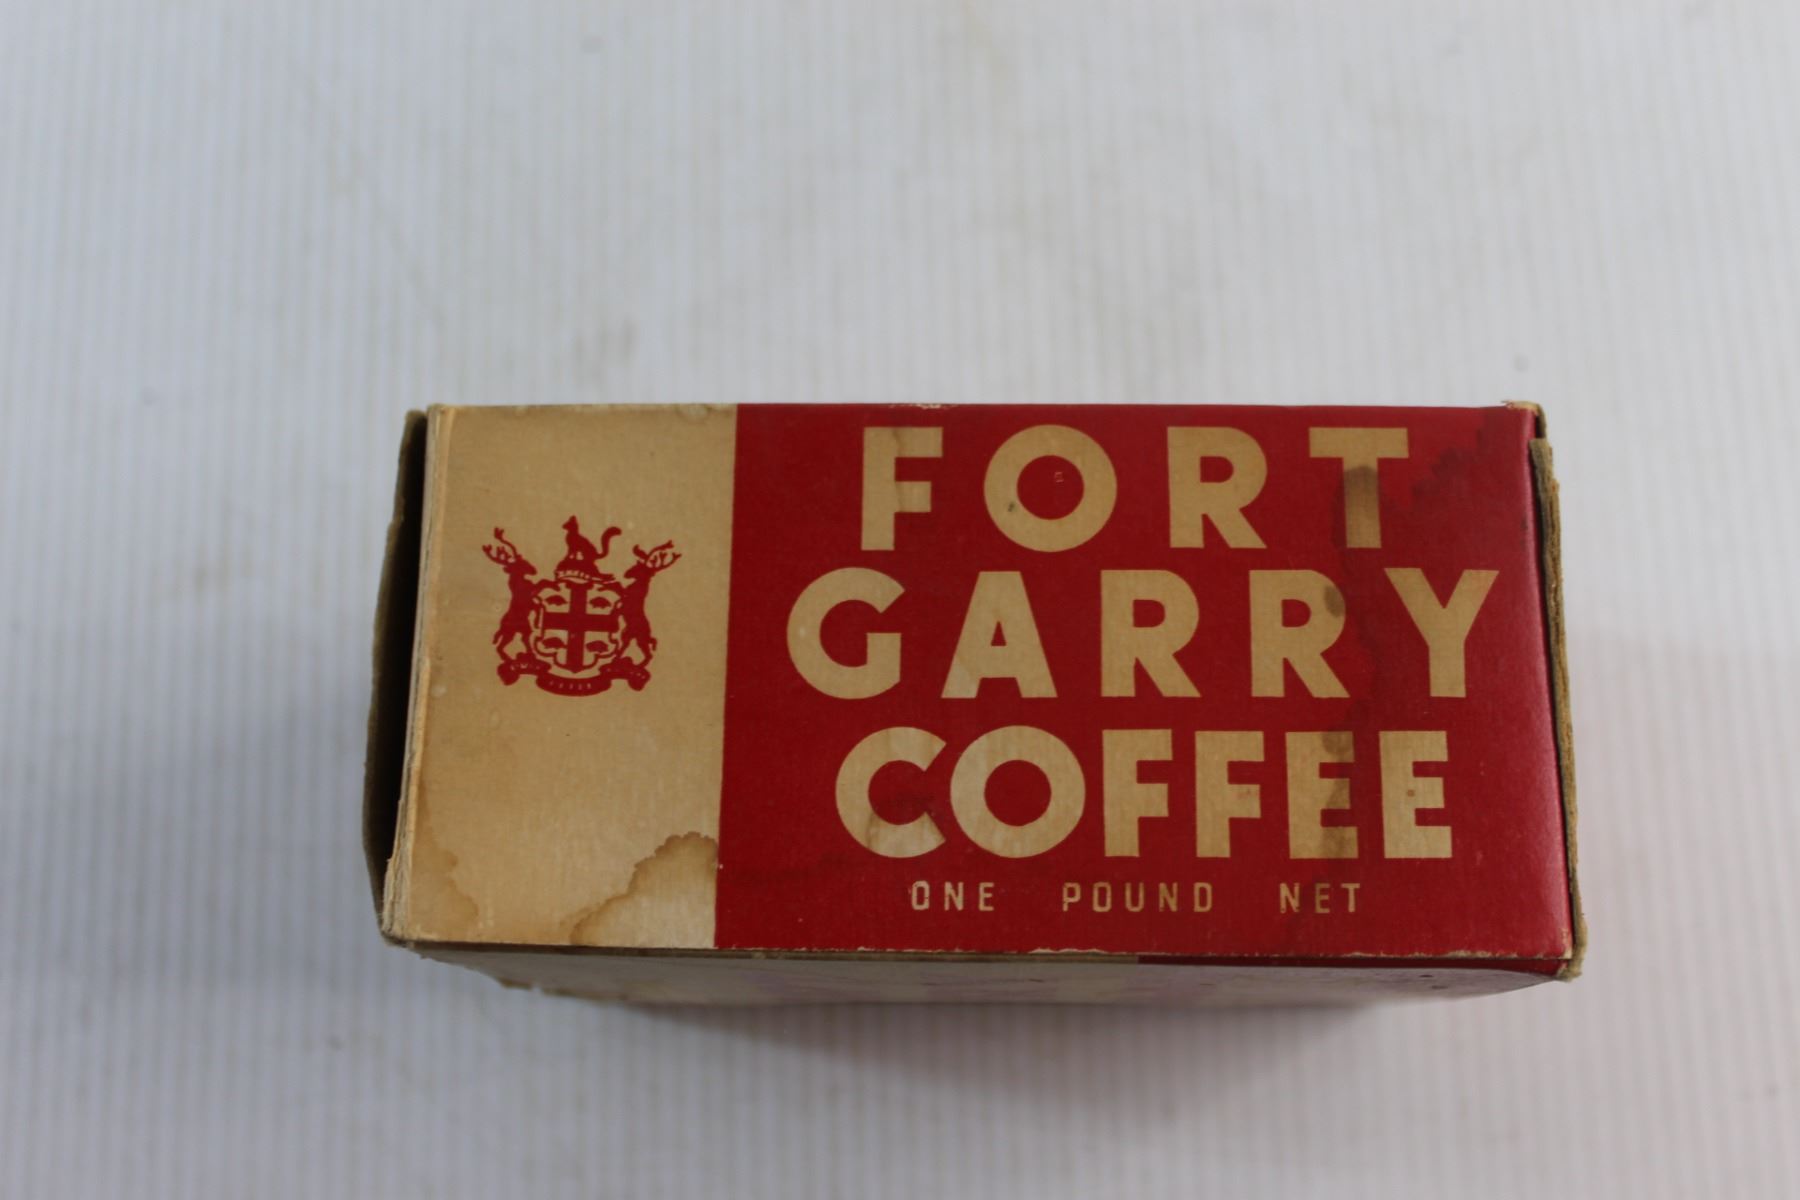 FORT
GARRY
COFFEE
ONE POUND NET